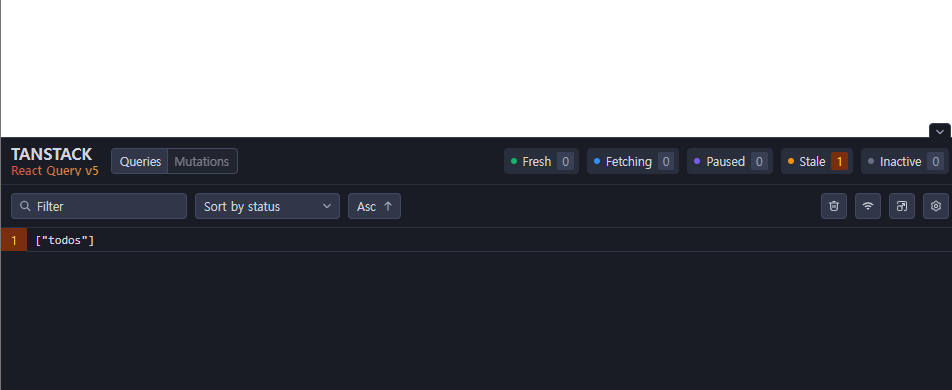 TANSTACK
React Query v5
Queries Mutations
Fresh 0 Fetching 0 Paused 0 Stale 1 Inactive 0
Filter Sort by status Asc ↑
1 ["todos"]